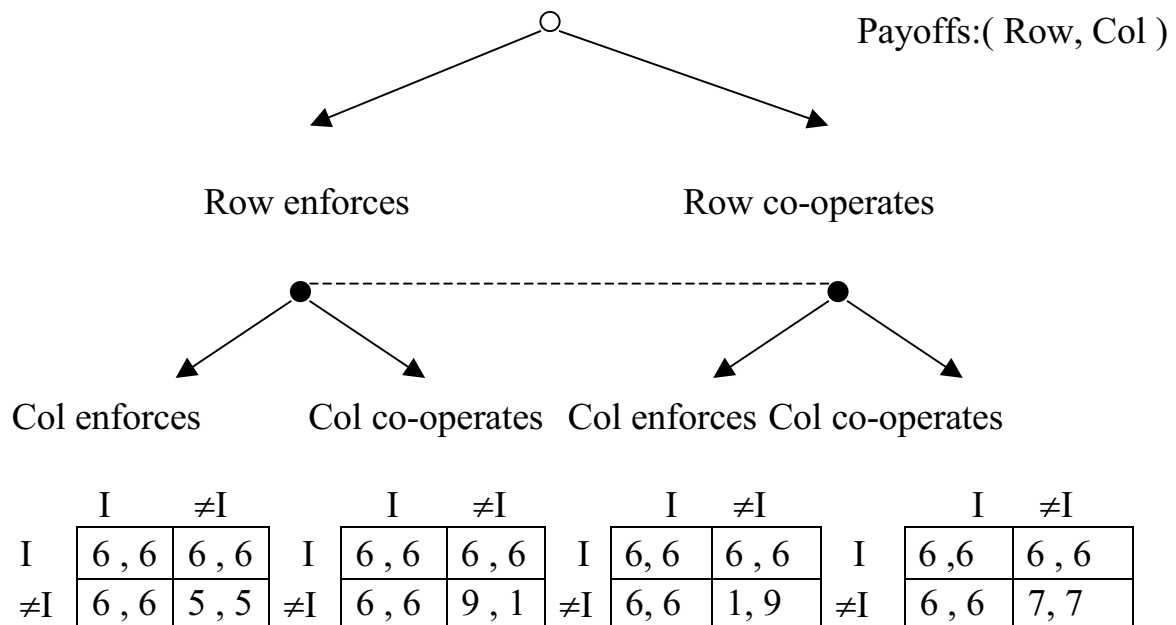 Payoffs:( Row, Col )
Row enforces Row co-operates
Col enforces Col co-operates Col enforces Col co-operates
I ≠I I ≠I I ≠I I ≠I
I 6 , 6 6 , 6 I 6 , 6 6 , 6 I 6, 6 6 , 6 I 6 ,6 6 , 6
≠I 6 , 6 5 , 5 ≠I 6 , 6 9 , 1 ≠I 6, 6 1, 9 ≠I 6 , 6 7, 7